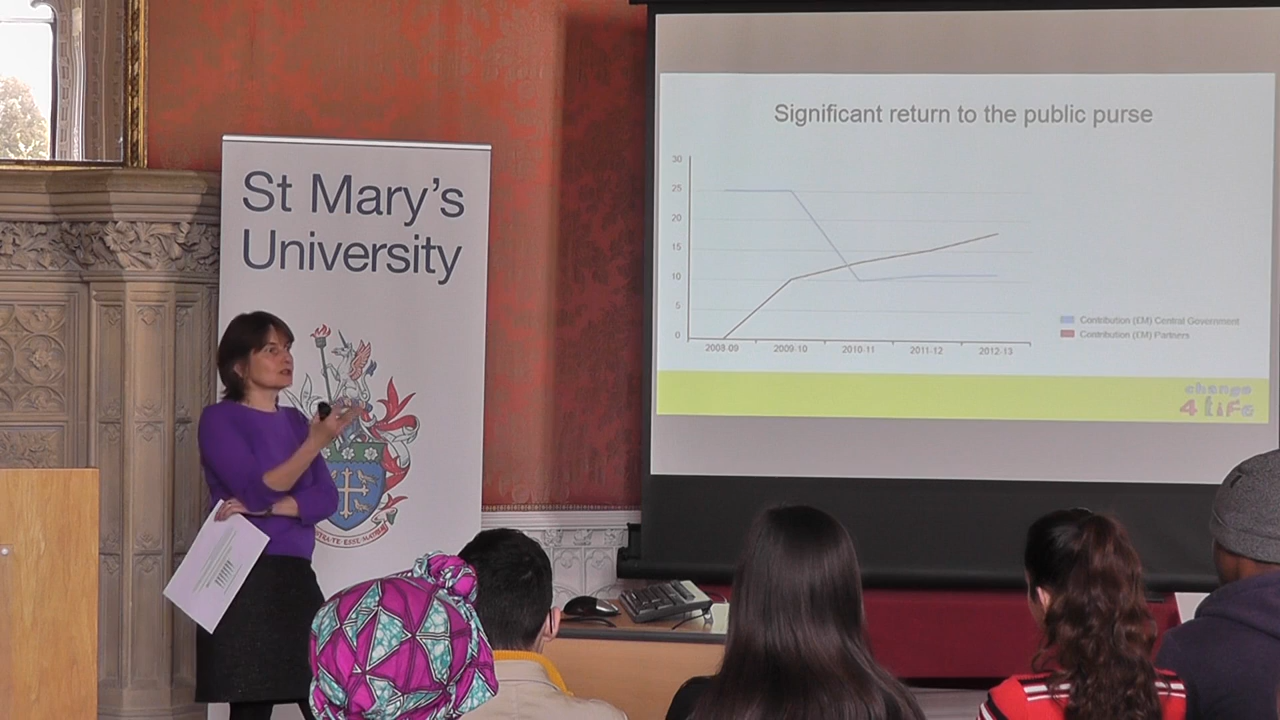 St Mary's
University
Significant return to the public purse
30
25
20
15
10
5
0
2008-09 2009-10 2010-11 2011-12 2012-13
Contribution (£M) Central Government
Contribution (£M) Partners
change
4 LiFe